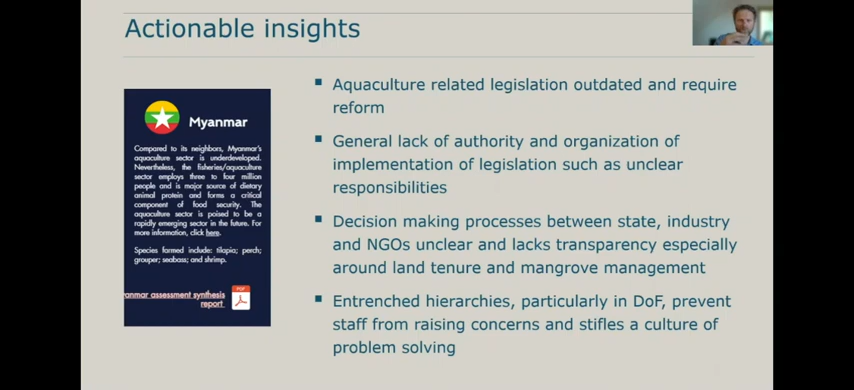 Actionable insights
Myanmar
Compared to its neighbors, Myanmar's
aquaculture sector is underdeveloped.
Nevertheless, the fisheries/aquaculture
sector employs three to four million
people and is major source of dietary
animal protein and forms a critical
component of food security. The
aquaculture sector is poised to be a
rapidly emerging sector in the future. For
more information, click here.
Species farmed include: tilapia; perch;
grouper; seabass; and shrimp.
anmar assessment synthesis
report
PDF
Aquaculture related legislation outdated and require
reform
General lack of authority and organization of
implementation of legislation such as unclear
responsibilities
Decision making processes between state, industry
and NGOs unclear and lacks transparency especially
around land tenure and mangrove management
Entrenched hierarchies, particularly in DoF, prevent
staff from raising concerns and stifles a culture of
problem solving